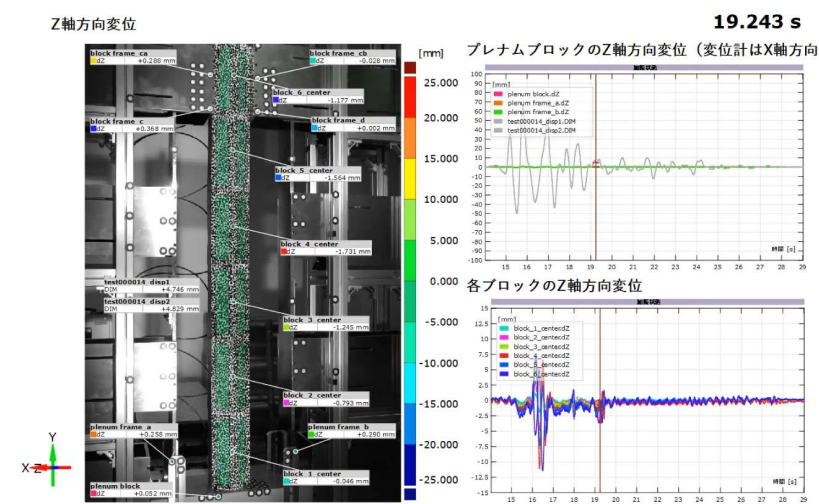 Z軸方向変位
19.243 s
プレナムブロックのZ軸方向変位（変位計はX軸方向
block frame_ca
dZ +0.288 mm
block frame_cb
dZ -0.028 mm
block_6_center
dZ -1.177 mm
block frame_c
dZ +0.368 mm
block frame_d
dZ +0.002 mm
block_5_center
dZ -1.564 mm
block_4_center
dZ -1.731 mm
test000014_disp1
DIM +4.746 mm
test000014_disp2
DIM +4.829 mm
block_3_center
dZ -1.245 mm
block_2_center
dZ -0.793 mm
plenum frame_a
dZ +0.258 mm
plenum frame_b
dZ +0.290 mm
block_1_center
dZ -0.046 mm
plenum block
dZ +0.052 mm
Y
X Z
[mm]
25.000
20.000
15.000
10.000
5.000
0.000
-5.000
-10.000
-15.000
-20.000
-25.000
[mm]
plenum block.dZ
plenum frame_a.dZ
plenum frame_b.dZ
test000014_disp1.DIM
test000014_disp2.DIM
100
90
80
70
60
50
40
30
20
10
0
-10
-20
-30
-40
-50
-60
-70
-80
-90
-100
時間 [s]
15 16 17 18 19 20 21 22 23 24 25 26 27 28 29
各ブロックのZ軸方向変位
[mm]
block_1_center.dZ
block_2_center.dZ
block_3_center.dZ
block_4_center.dZ
block_5_center.dZ
block_6_center.dZ
15
12.5
10
7.5
5
2.5
0
-2.5
-5
-7.5
-10
-12.5
-15
時間 [s]
15 16 17 18 19 20 21 22 23 24 25 26 27 28 29